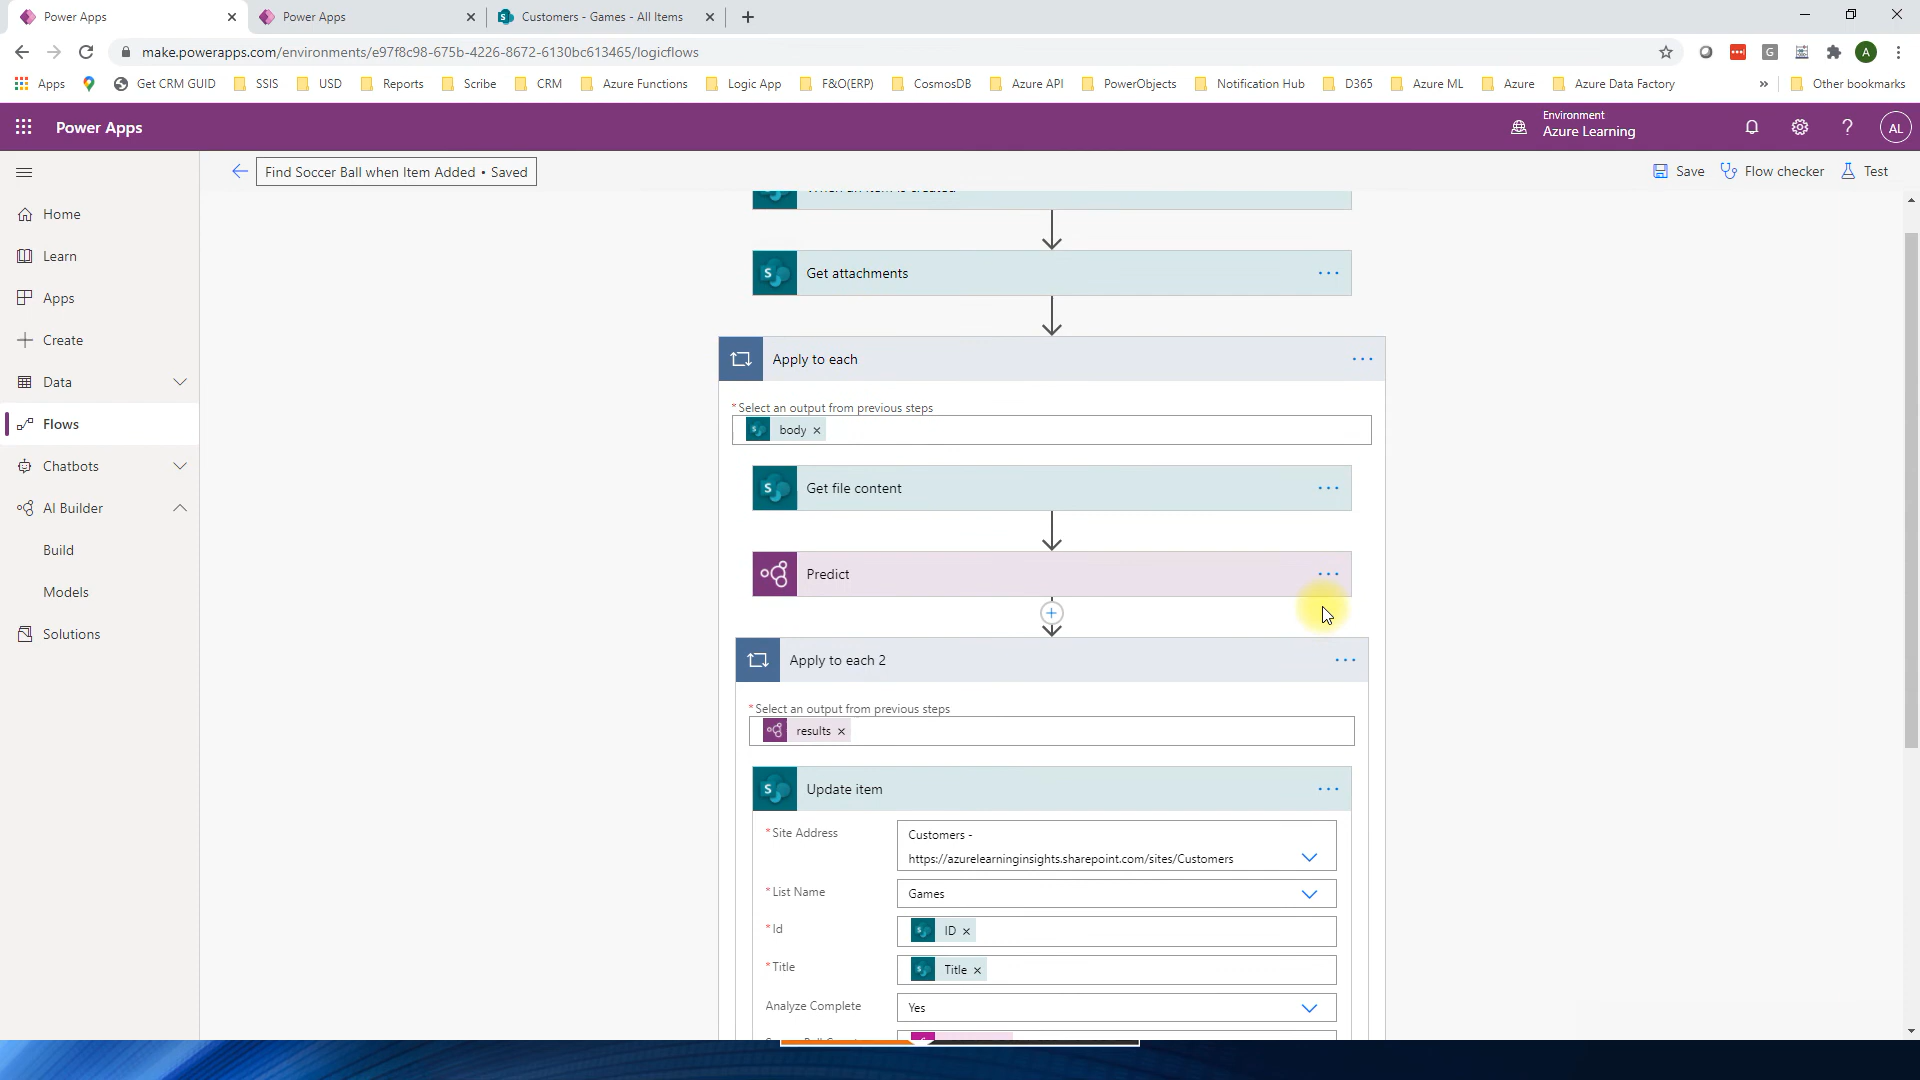 Power Apps
Power Apps
Customers - Games - All Items
make.powerapps.com/environments/e97f8c98-675b-4226-8672-6130bc613465/logicflows
G
A
Apps
Get CRM GUID
SSIS
USD
Reports
Scribe
CRM
Azure Functions
Logic App
F&O(ERP)
CosmosDB
Azure API
PowerObjects
Notification Hub
D365
Azure ML
Azure
Azure Data Factory
»
Other bookmarks
Power Apps
Environment
Azure Learning
AL
Find Soccer Ball when Item Added • Saved
Save
Flow checker
Test
Home
Learn
Apps
Create
Data
Flows
Chatbots
AI Builder
Build
Models
Solutions
When an item is created
Get attachments
Apply to each
* Select an output from previous steps
body
Get file content
Predict
Apply to each 2
* Select an output from previous steps
results
Update item
* Site Address
Customers -
https://azurelearninginsights.sharepoint.com/sites/Customers
* List Name
Games
* Id
ID
* Title
Title
Analyze Complete
Yes